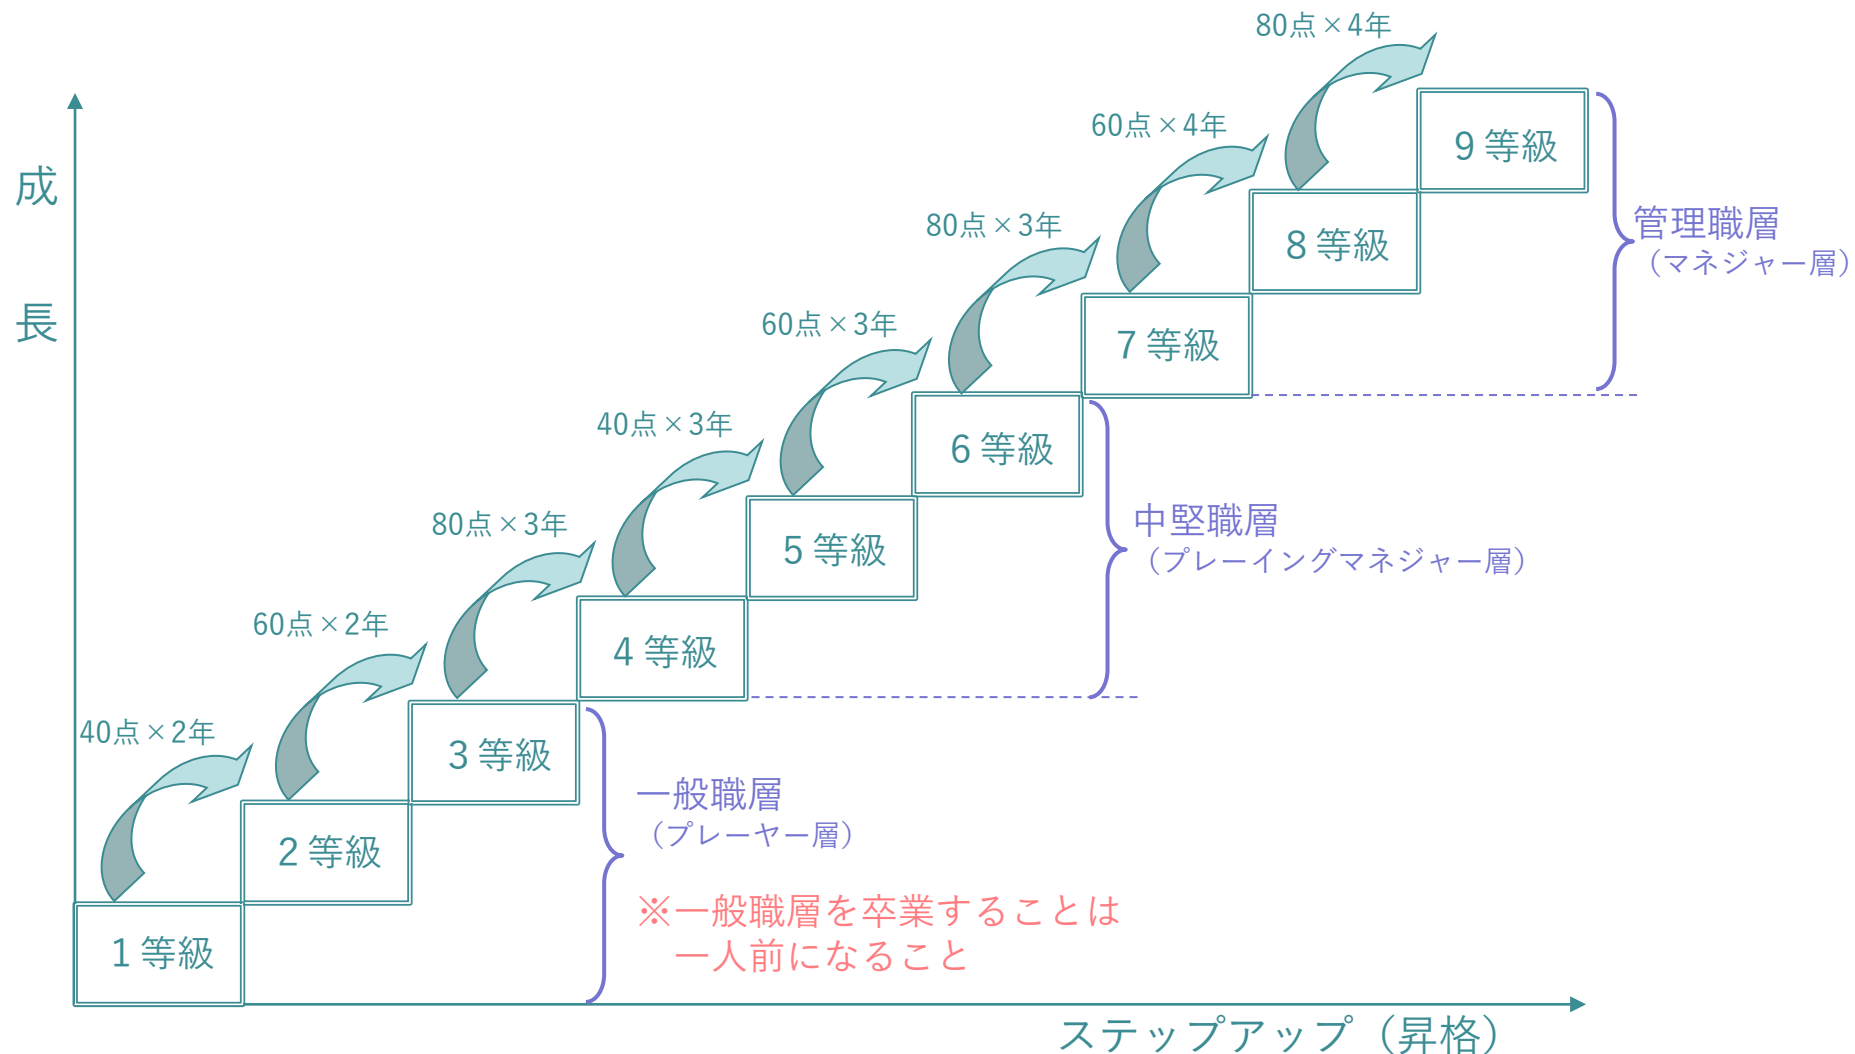 80点×4年
9 等級
60点×4年
8 等級
管理職層
（マネジャー層）
80点×3年
7 等級
60点×3年
6 等級
中堅職層
（プレーイングマネジャー層）
40点×3年
5 等級
80点×3年
4 等級
60点×2年
3 等級
一般職層
（プレーヤー層）
※一般職層を卒業することは
一人前になること
40点×2年
2 等級
1 等級
成
長
ステップアップ（昇格）